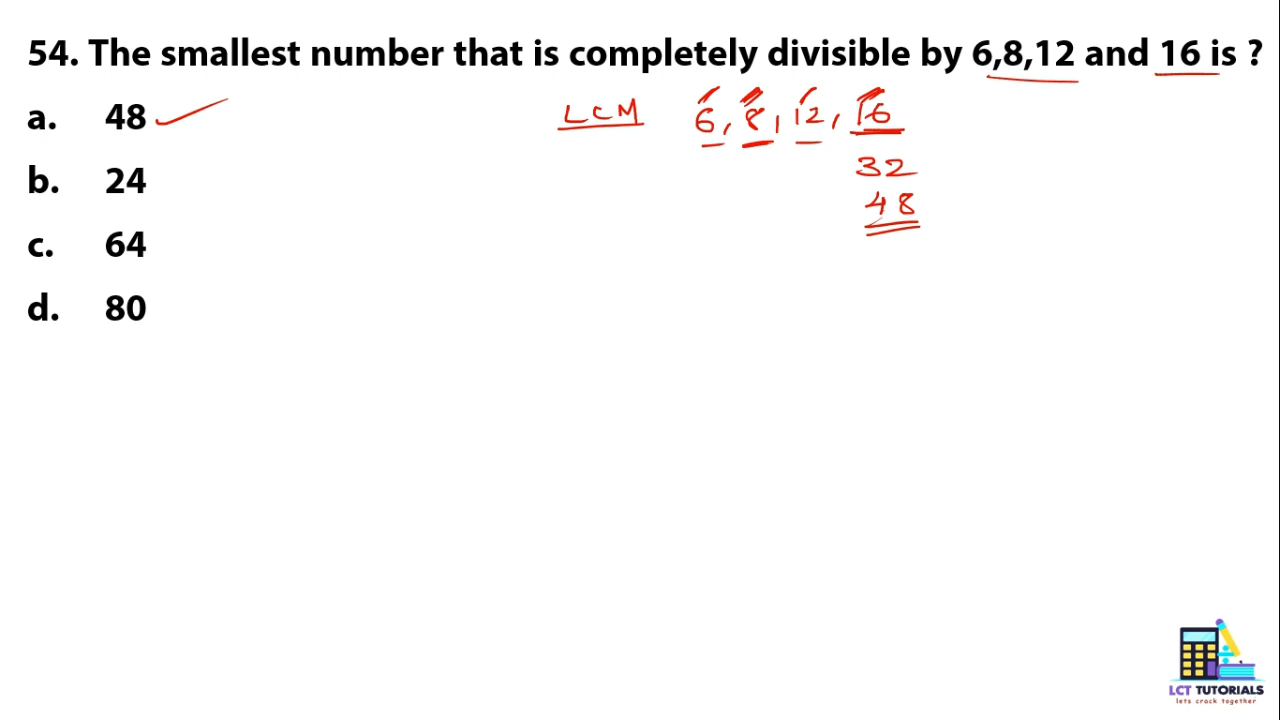 54. The smallest number that is completely divisible by 6,8,12 and 16 is ?
a. 48
LCM 6, 8, 12, 16
32
48
b. 24
c. 64
d. 80
LCT TUTORIALS
lets crack together